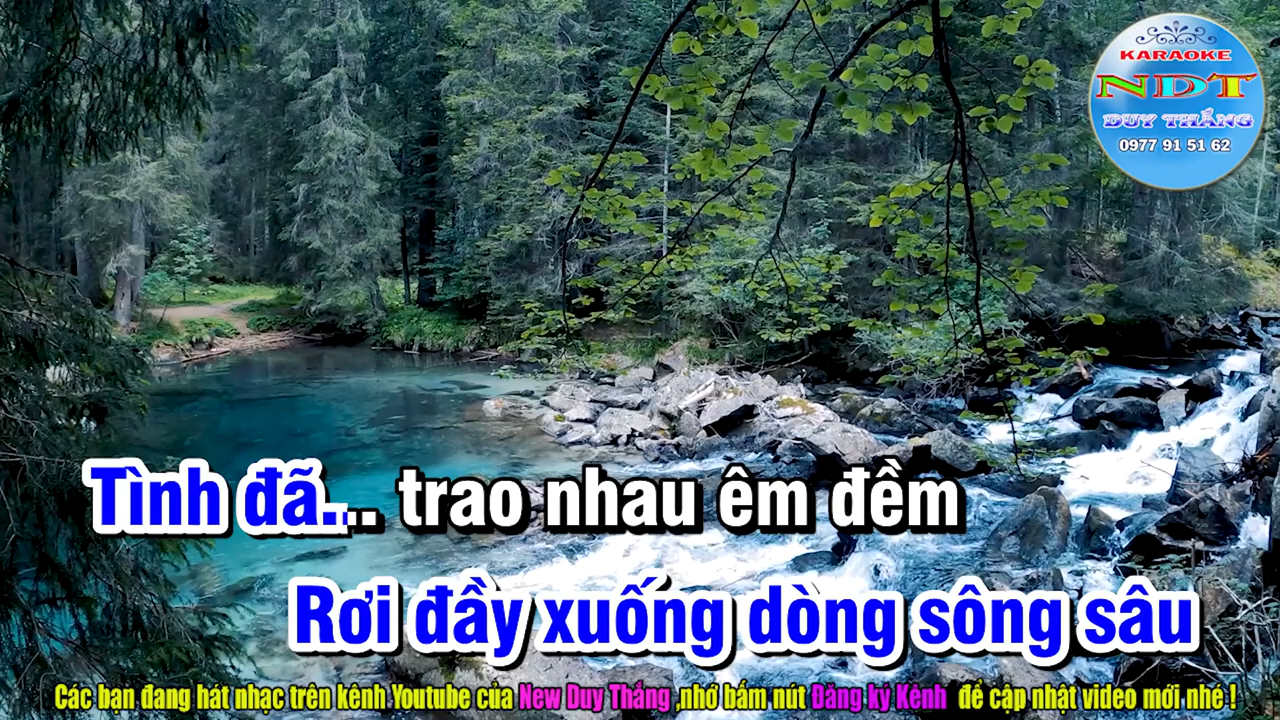 KARAOKE
NDT
DUY THẮNG
0977 91 51 62
Tình đã... trao nhau êm đềm
Rơi đầy xuống dòng sông sâu
Các bạn đang hát nhạc trên kênh Youtube của New Duy Thắng ,nhớ bấm nút Đăng ký Kênh để cập nhật video mới nhé !